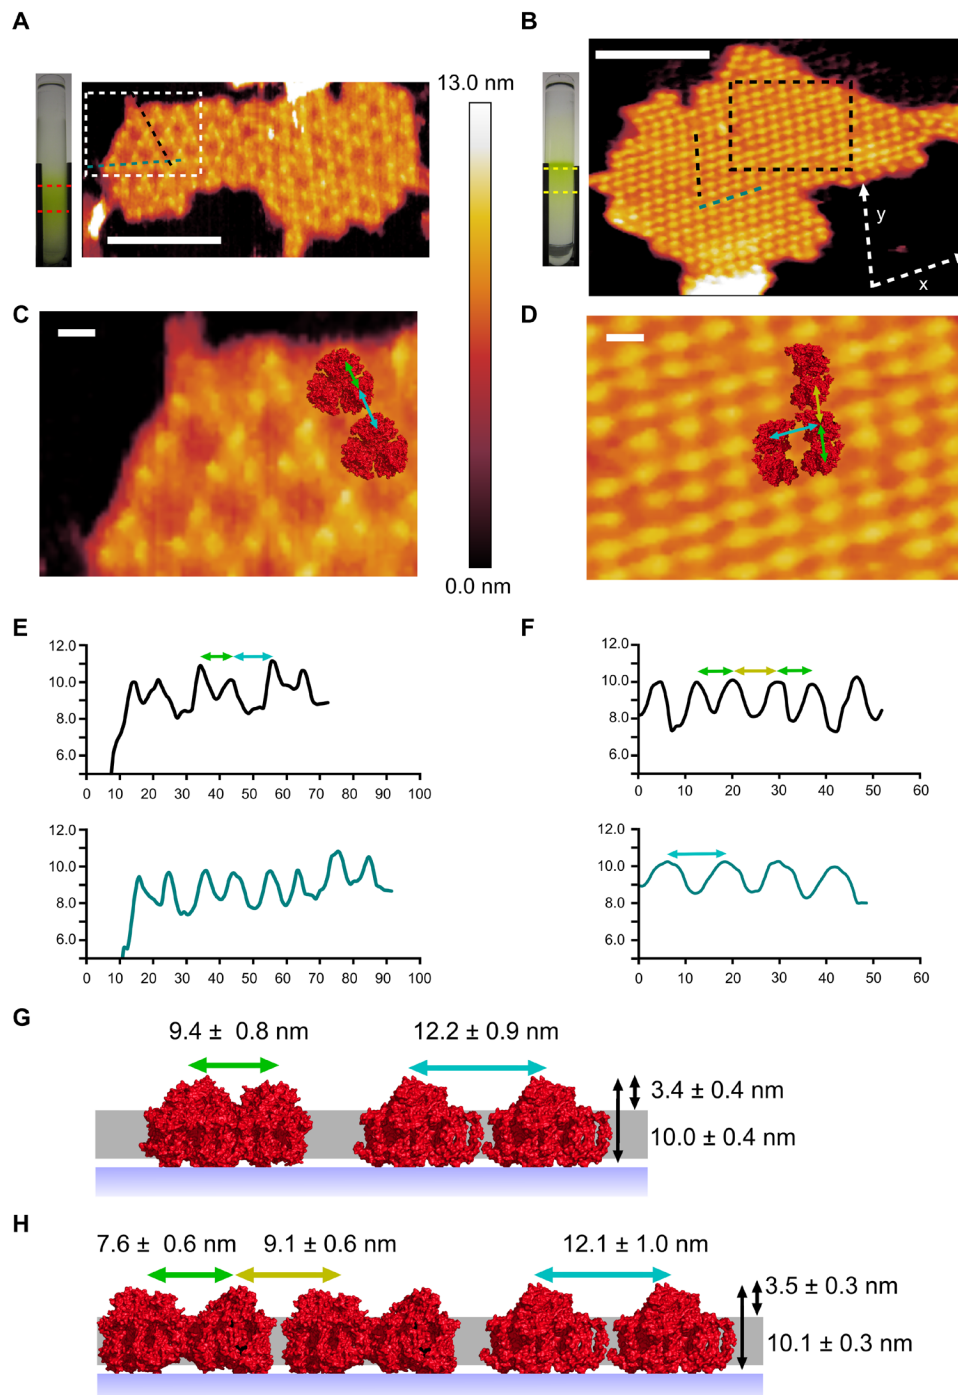 A
B
13.0 nm
y
x
C
D
0.0 nm
E
F
12.0
10.0
8.0
6.0
0 10 20 30 40 50 60 70 80 90 100
12.0
10.0
8.0
6.0
0 10 20 30 40 50 60
12.0
10.0
8.0
6.0
0 10 20 30 40 50 60 70 80 90 100
12.0
10.0
8.0
6.0
0 10 20 30 40 50 60
G
9.4 ± 0.8 nm 12.2 ± 0.9 nm
3.4 ± 0.4 nm
10.0 ± 0.4 nm
H
7.6 ± 0.6 nm 9.1 ± 0.6 nm 12.1 ± 1.0 nm
3.5 ± 0.3 nm
10.1 ± 0.3 nm